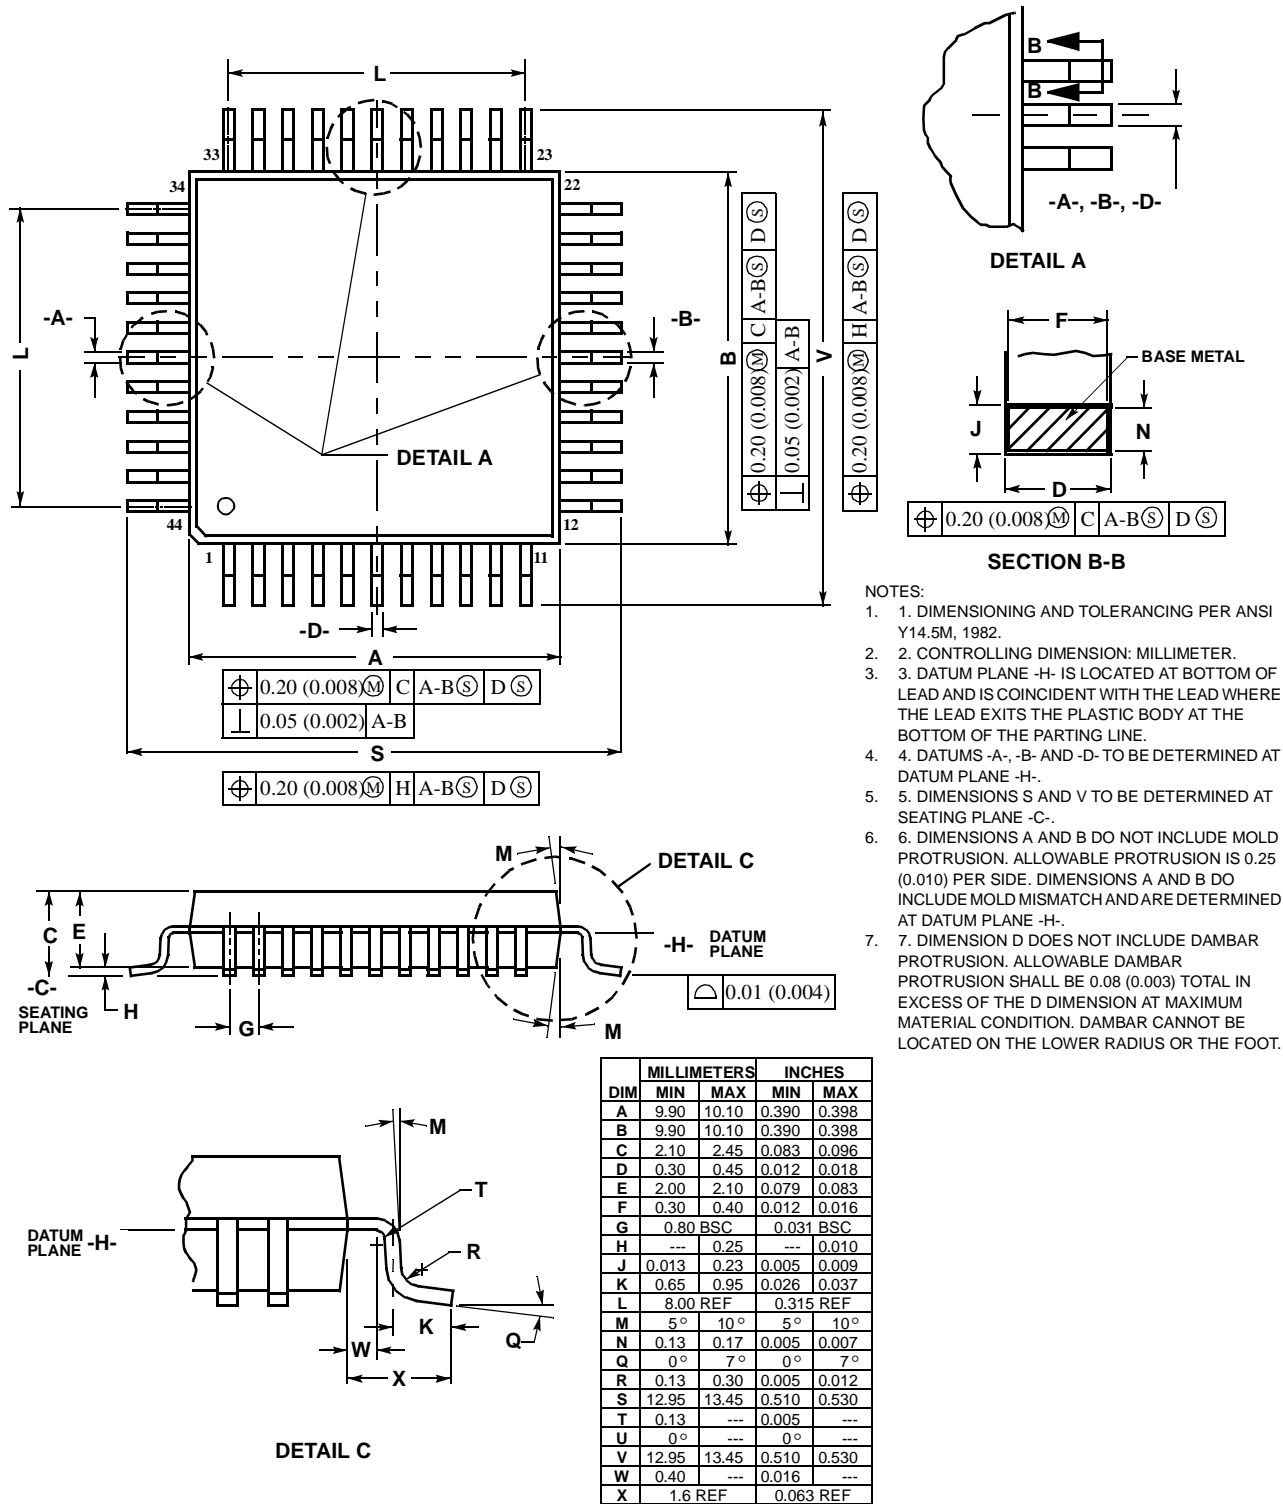 L
33
23
34
22
-A-
-B-
L
B
V
DETAIL A
44
12
1
11
-D-
A
⌖ 0.20 (0.008)Ⓜ C A-BⓈ D Ⓢ
⊥ 0.05 (0.002) A-B
S
⌖ 0.20 (0.008)Ⓜ H A-BⓈ D Ⓢ
⌖ 0.20 (0.008)Ⓜ C A-BⓈ D Ⓢ
⊥ 0.05 (0.002) A-B
⌖ 0.20 (0.008)Ⓜ H A-BⓈ D Ⓢ
B
B
-A-, -B-, -D-
DETAIL A
F
BASE METAL
J
N
D
⌖ 0.20 (0.008)Ⓜ C A-BⓈ D Ⓢ
SECTION B-B
NOTES:
1. 1. DIMENSIONING AND TOLERANCING PER ANSI
Y14.5M, 1982.
2. 2. CONTROLLING DIMENSION: MILLIMETER.
3. 3. DATUM PLANE -H- IS LOCATED AT BOTTOM OF
LEAD AND IS COINCIDENT WITH THE LEAD WHERE
THE LEAD EXITS THE PLASTIC BODY AT THE
BOTTOM OF THE PARTING LINE.
4. 4. DATUMS -A-, -B- AND -D- TO BE DETERMINED AT
DATUM PLANE -H-.
5. 5. DIMENSIONS S AND V TO BE DETERMINED AT
SEATING PLANE -C-.
6. 6. DIMENSIONS A AND B DO NOT INCLUDE MOLD
PROTRUSION. ALLOWABLE PROTRUSION IS 0.25
(0.010) PER SIDE. DIMENSIONS A AND B DO
INCLUDE MOLD MISMATCH AND ARE DETERMINED
AT DATUM PLANE -H-.
7. 7. DIMENSION D DOES NOT INCLUDE DAMBAR
PROTRUSION. ALLOWABLE DAMBAR
PROTRUSION SHALL BE 0.08 (0.003) TOTAL IN
EXCESS OF THE D DIMENSION AT MAXIMUM
MATERIAL CONDITION. DAMBAR CANNOT BE
LOCATED ON THE LOWER RADIUS OR THE FOOT.
M
DETAIL C
C
E
-H-
DATUM
PLANE
-C-
SEATING
PLANE
H
G
M
⌓ 0.01 (0.004)
M
T
DATUM
PLANE
-H-
R
K
Q
W
X
DETAIL C
MILLIMETERS INCHES
DIM MIN MAX MIN MAX
A 9.90 10.10 0.390 0.398
B 9.90 10.10 0.390 0.398
C 2.10 2.45 0.083 0.096
D 0.30 0.45 0.012 0.018
E 2.00 2.10 0.079 0.083
F 0.30 0.40 0.012 0.016
G 0.80 BSC 0.031 BSC
H --- 0.25 --- 0.010
J 0.013 0.23 0.005 0.009
K 0.65 0.95 0.026 0.037
L 8.00 REF 0.315 REF
M 5° 10° 5° 10°
N 0.13 0.17 0.005 0.007
Q 0° 7° 0° 7°
R 0.13 0.30 0.005 0.012
S 12.95 13.45 0.510 0.530
T 0.13 --- 0.005 ---
U 0° --- 0° ---
V 12.95 13.45 0.510 0.530
W 0.40 --- 0.016 ---
X 1.6 REF 0.063 REF